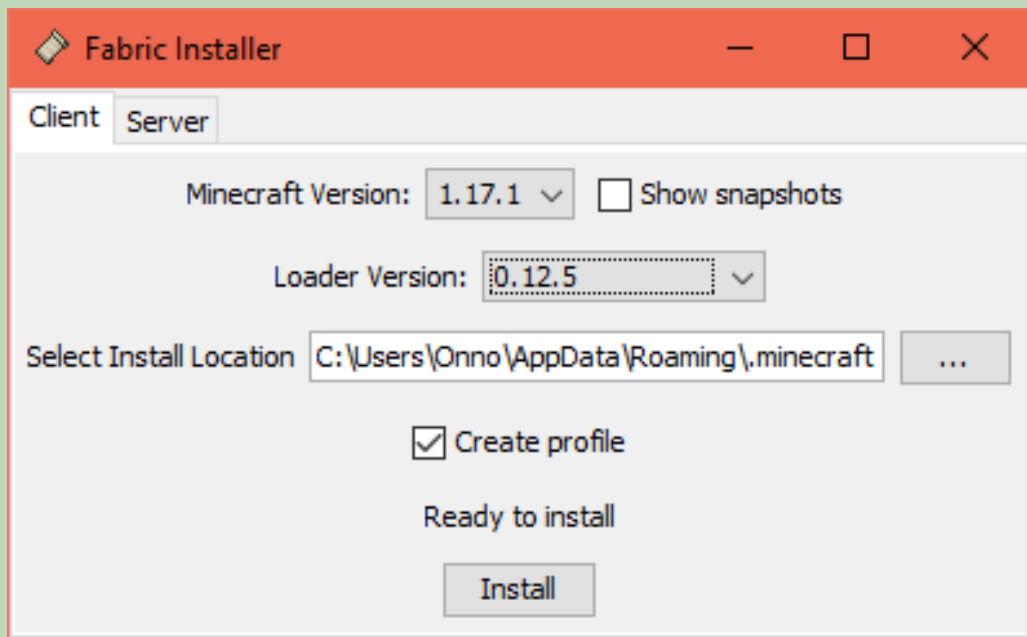 Fabric Installer
Client Server
Minecraft Version: 1.17.1 Show snapshots
Loader Version: 0.12.5
Select Install Location C:\Users\Onno\AppData\Roaming\.minecraft ...
Create profile
Ready to install
Install